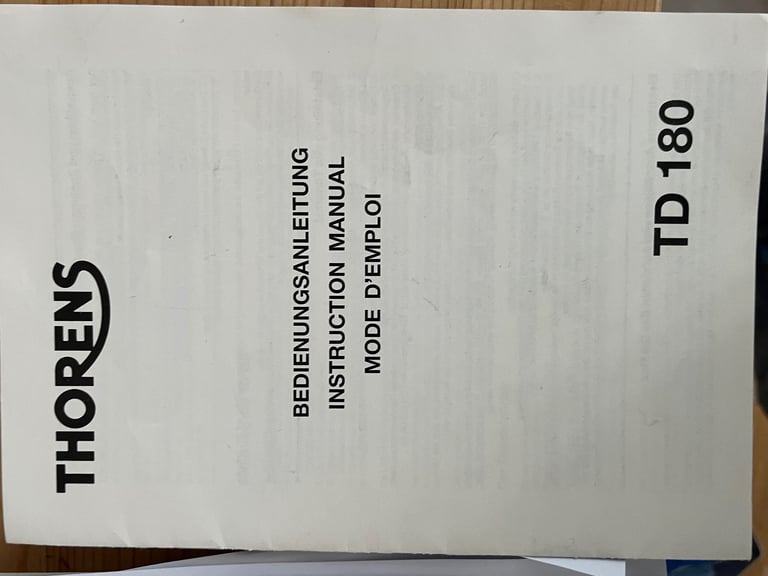 THORENS
BEDIENUNGSANLEITUNG
INSTRUCTION MANUAL
MODE D'EMPLOI
TD 180